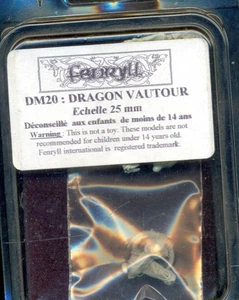 Fenryll
DM20 : DRAGON VAUTOUR
Echelle 25 mm
Déconseillé aux enfants de moins de 14 ans
Warning : This is not a toy. These models are not
recommended for children under 14 years old.
Fenryll international is registered trademark.